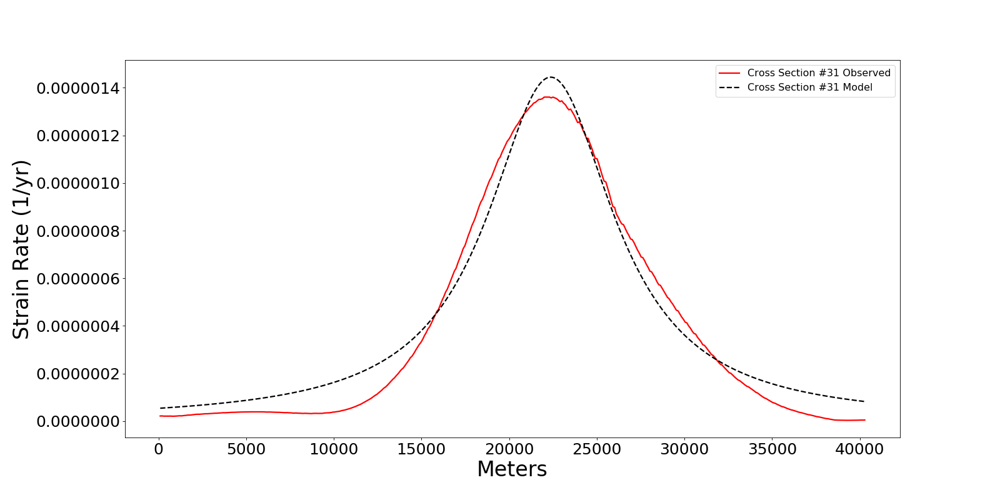 Cross Section #31 Observed
Cross Section #31 Model
Strain Rate (1/yr)
0.0000014
0.0000012
0.0000010
0.0000008
0.0000006
0.0000004
0.0000002
0.0000000
0 5000 10000 15000 20000 25000 30000 35000 40000
Meters